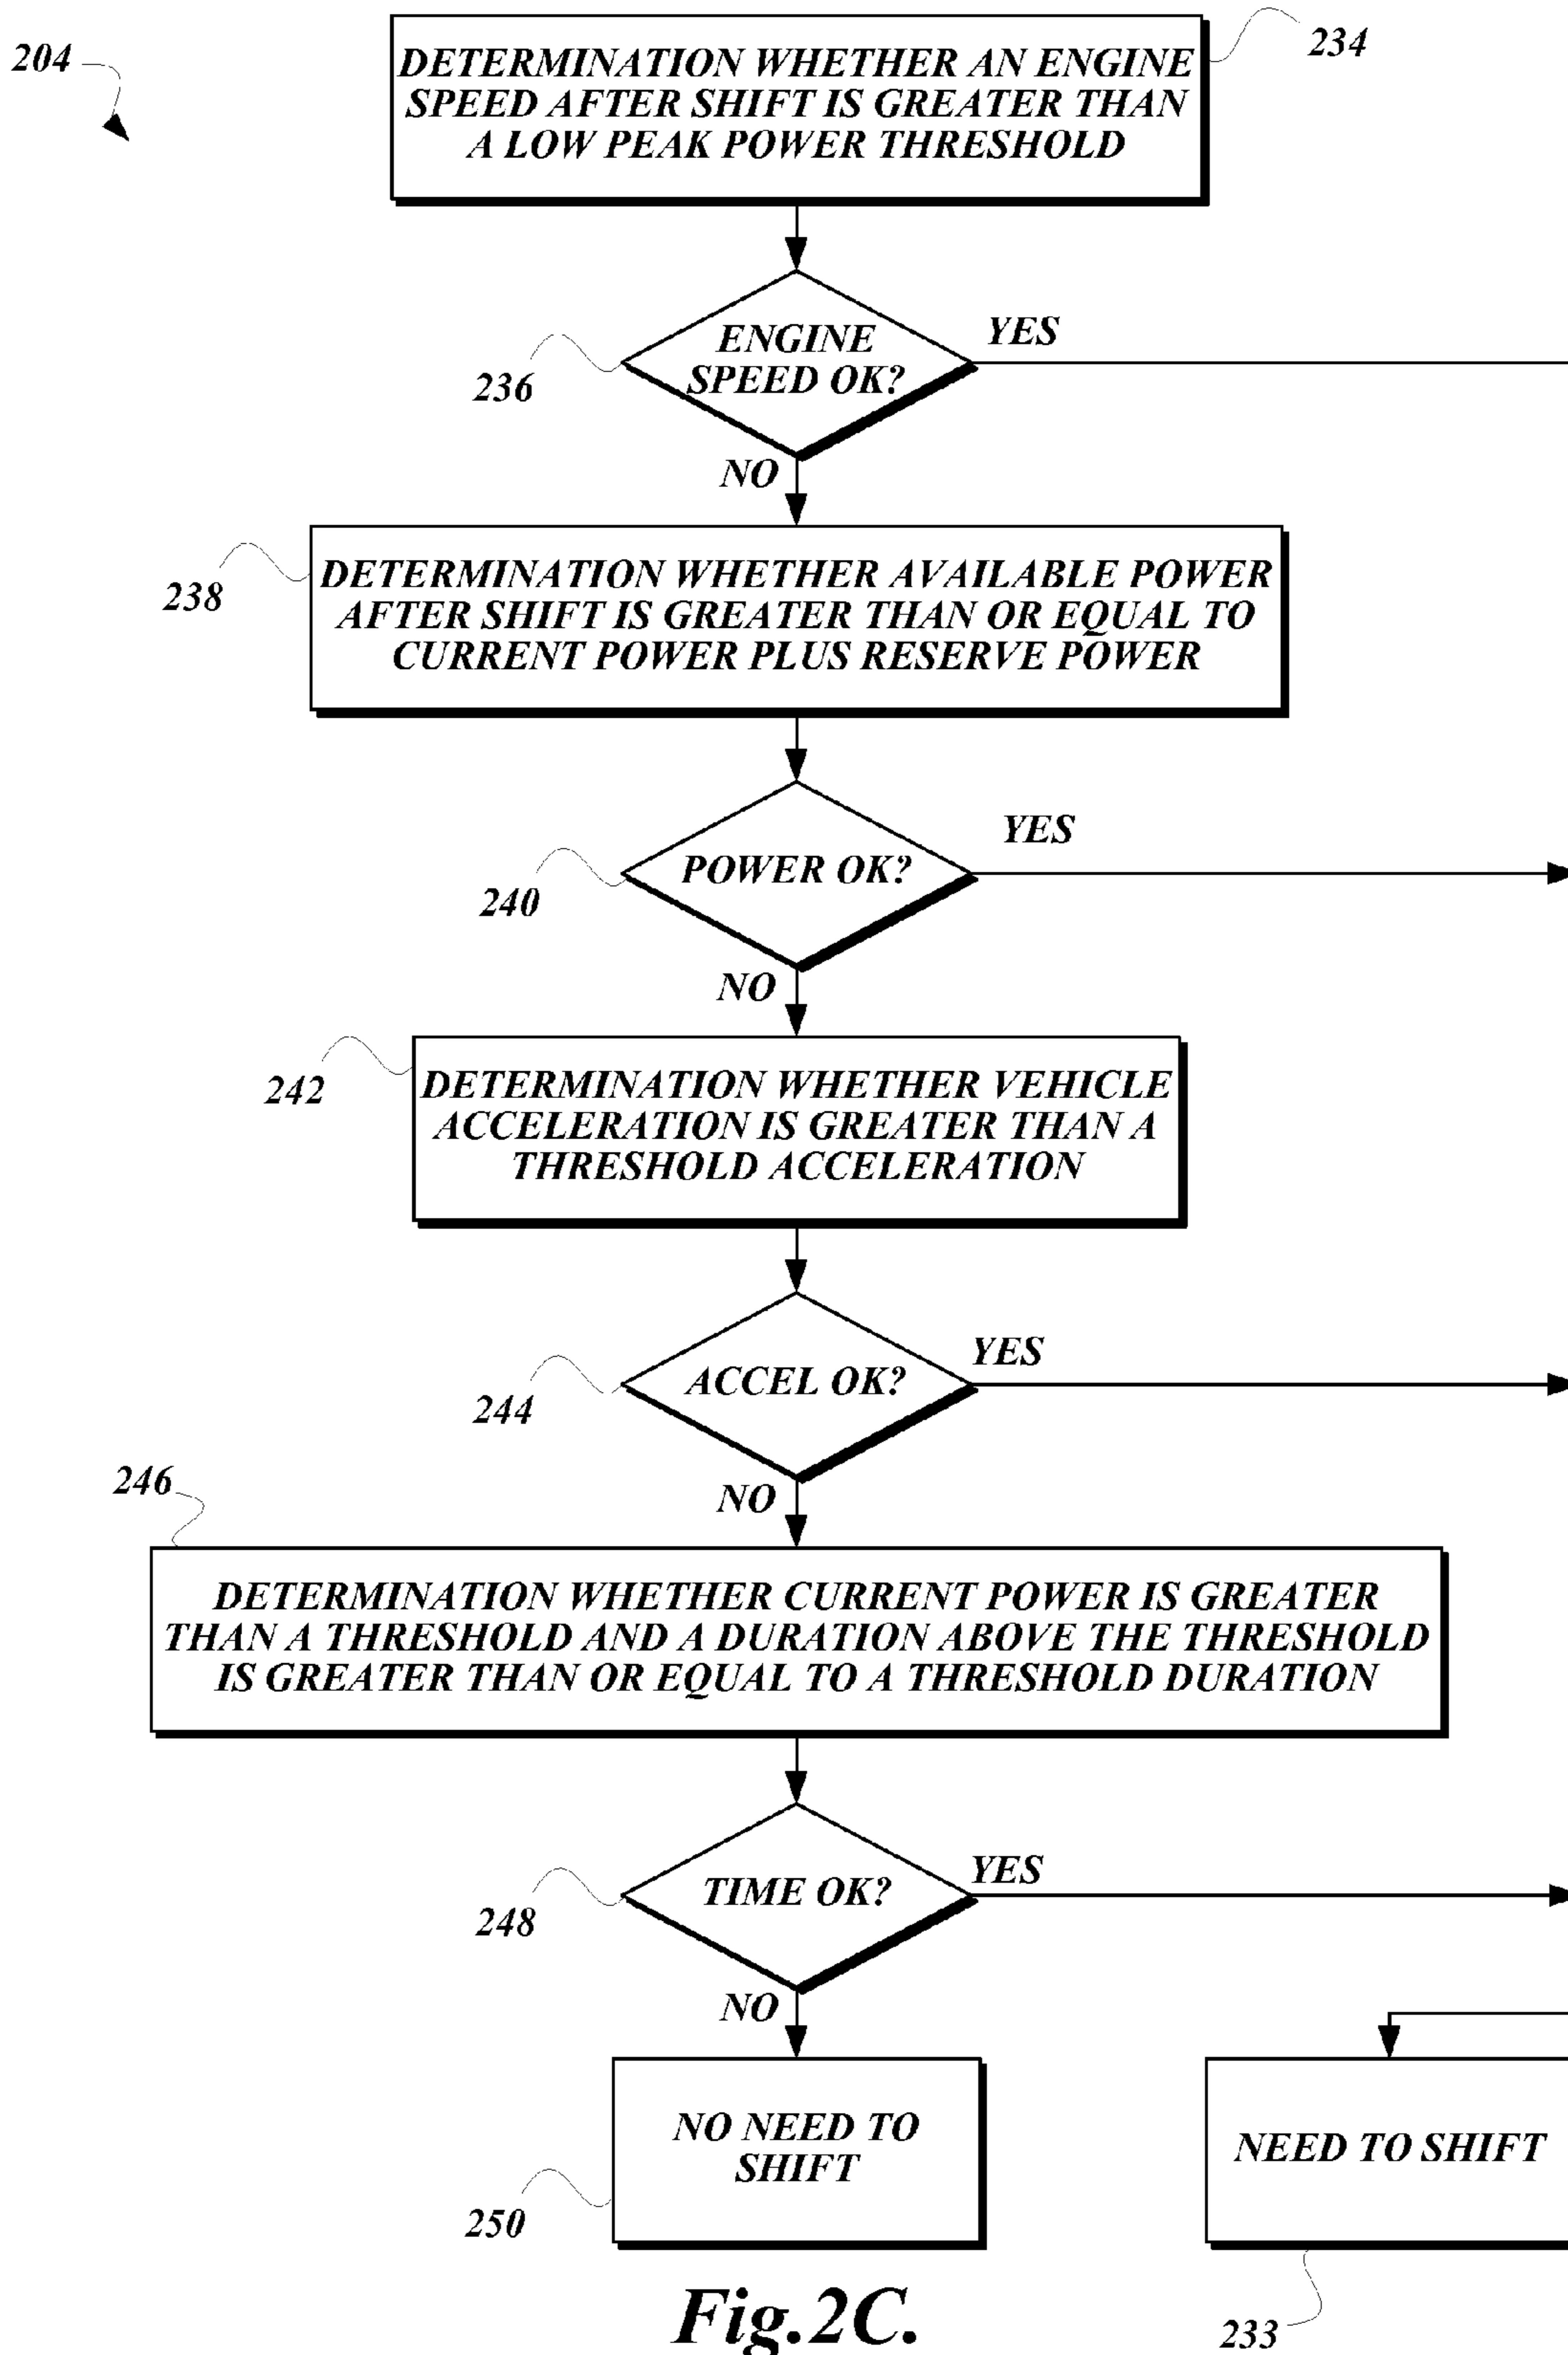 204
234
DETERMINATION WHETHER AN ENGINE
SPEED AFTER SHIFT IS GREATER THAN
A LOW PEAK POWER THRESHOLD
236
ENGINE
SPEED OK?
YES
NO
238
DETERMINATION WHETHER AVAILABLE POWER
AFTER SHIFT IS GREATER THAN OR EQUAL TO
CURRENT POWER PLUS RESERVE POWER
240
POWER OK?
YES
NO
242
DETERMINATION WHETHER VEHICLE
ACCELERATION IS GREATER THAN A
THRESHOLD ACCELERATION
244
ACCEL OK?
YES
NO
246
DETERMINATION WHETHER CURRENT POWER IS GREATER
THAN A THRESHOLD AND A DURATION ABOVE THE THRESHOLD
IS GREATER THAN OR EQUAL TO A THRESHOLD DURATION
248
TIME OK?
YES
NO
NO NEED TO
SHIFT
250
NEED TO SHIFT
233
Fig.2C.